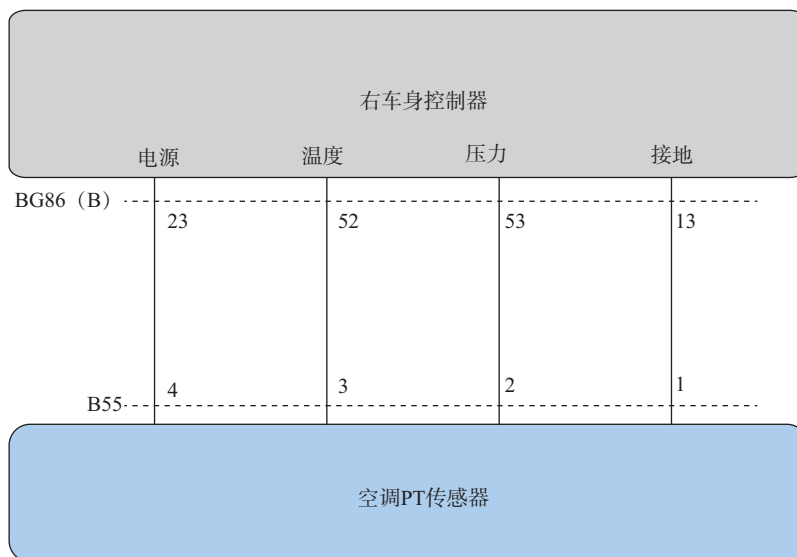 右车身控制器
电源 温度 压力 接地
BG86（B）
23 52 53 13
4 3 2 1
B55
空调PT传感器